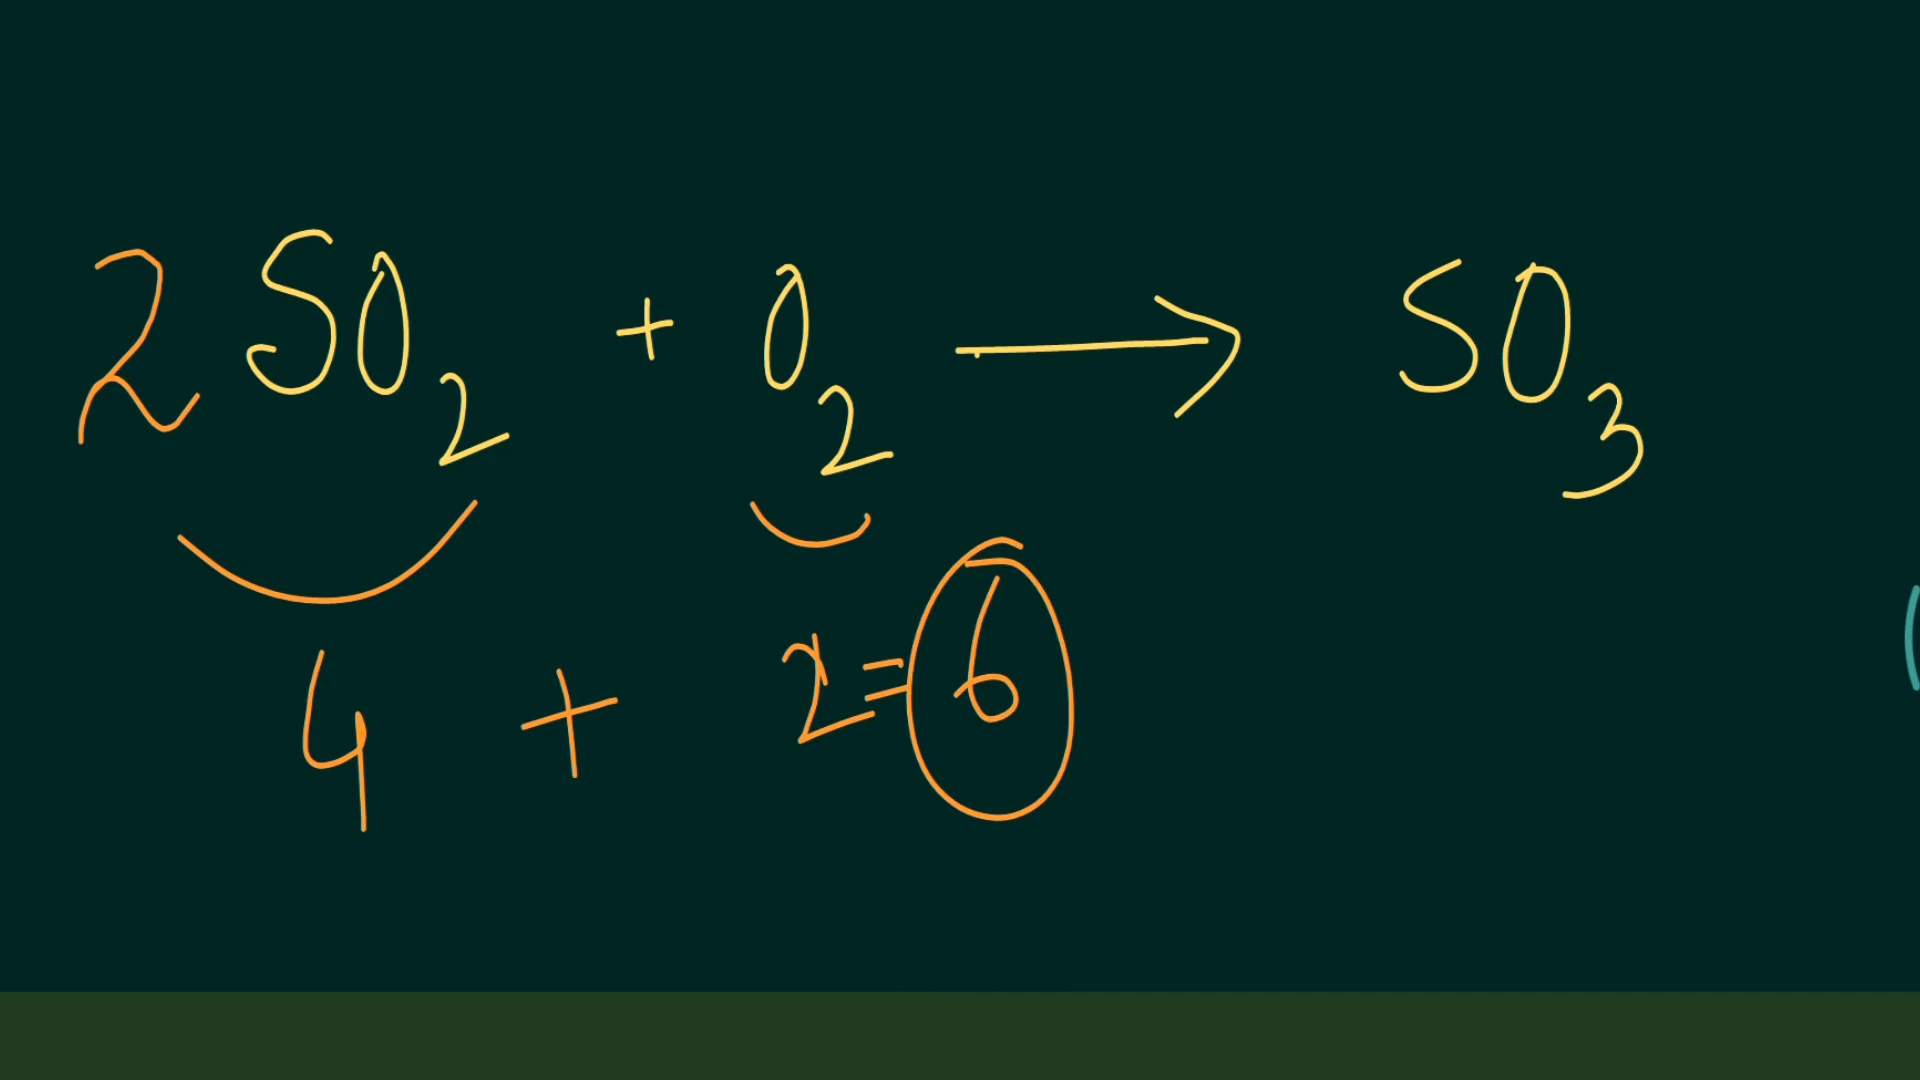 2SO₂ + O₂ → SO₃
4 + 2 = 6